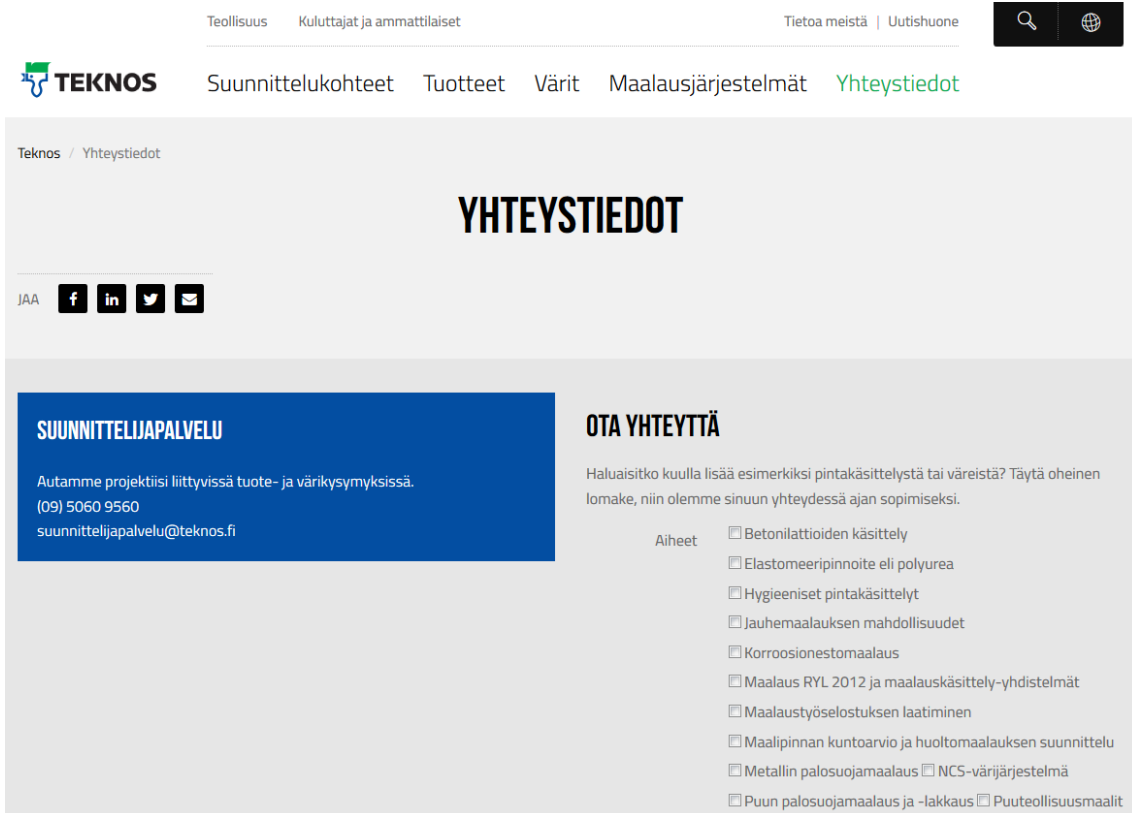 Teollisuus Kuluttajat ja ammattilaiset Tietoa meistä | Uutishuone
TEKNOS Suunnittelukohteet Tuotteet Värit Maalausjärjestelmät Yhteystiedot
Teknos / Yhteystiedot
YHTEYSTIEDOT
JAA
SUUNNITTELIJAPALVELU
Autamme projektiisi liittyvissä tuote- ja värikysymyksissä.
(09) 5060 9560
suunnittelijapalvelu@teknos.fi
OTA YHTEYTTÄ
Haluaisitko kuulla lisää esimerkiksi pintakäsittelystä tai väreistä? Täytä oheinen
lomake, niin olemme sinuun yhteydessä ajan sopimiseksi.
Aiheet
Betonilattioiden käsittely
Elastomeeripinnoite eli polyurea
Hygieeniset pintakäsittelyt
Jauhemaalauksen mahdollisuudet
Korroosionestomaalaus
Maalaus RYL 2012 ja maalauskäsittely-yhdistelmät
Maalaustyöselostuksen laatiminen
Maalipinnan kuntoarvio ja huoltomaalauksen suunnittelu
Metallin palosuojamaalaus NCS-värijärjestelmä
Puun palosuojamaalaus ja -lakkaus Puuteollisuusmaalit